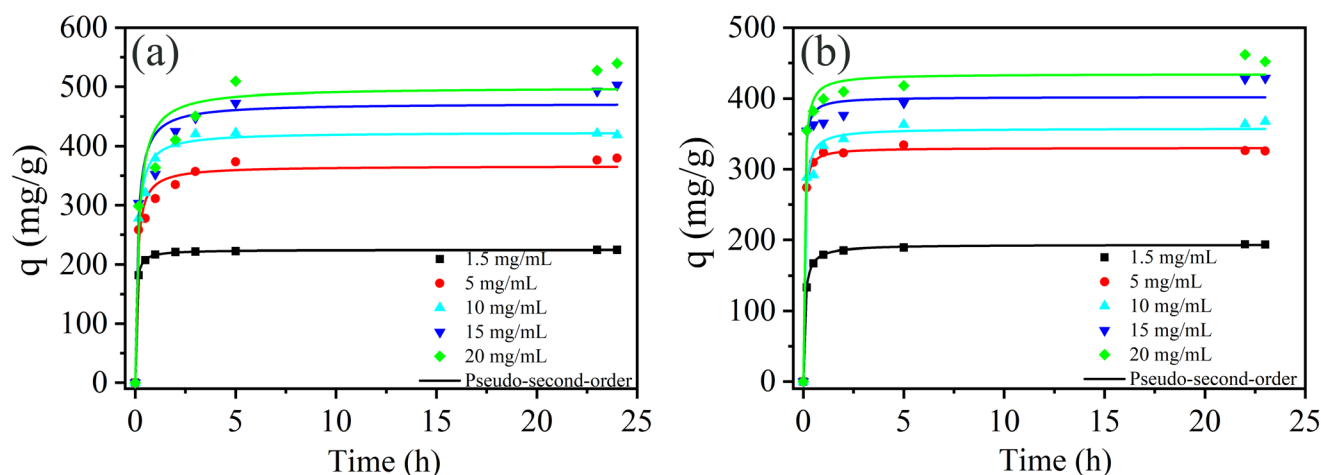 (a)
600
500
400
300
200
100
0
q (mg/g)
1.5 mg/mL
5 mg/mL
10 mg/mL
15 mg/mL
20 mg/mL
Pseudo-second-order
0 5 10 15 20 25
Time (h)
(b)
500
400
300
200
100
0
q (mg/g)
1.5 mg/mL
5 mg/mL
10 mg/mL
15 mg/mL
20 mg/mL
Pseudo-second-order
0 5 10 15 20 25
Time (h)